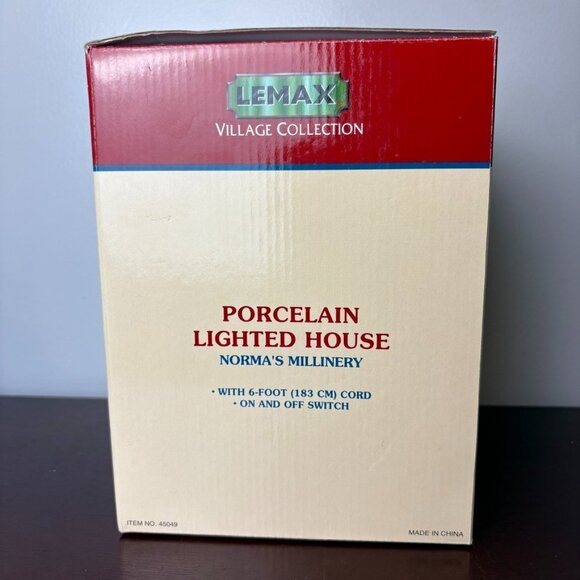 LEMAX
VILLAGE COLLECTION
PORCELAIN
LIGHTED HOUSE
NORMA'S MILLINERY
• WITH 6-FOOT (183 CM) CORD
• ON AND OFF SWITCH
ITEM NO. 45049
MADE IN CHINA